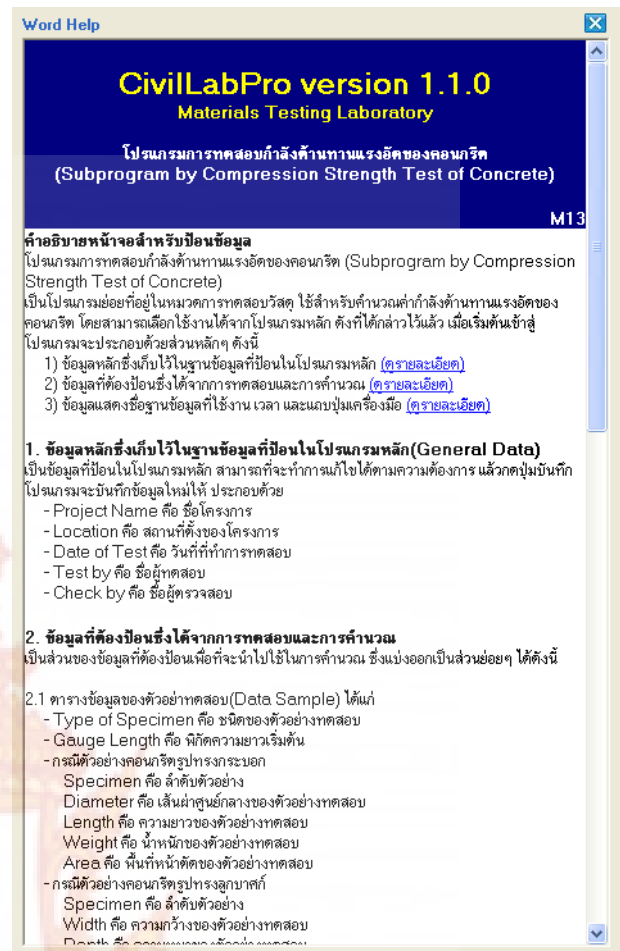 Word Help
CivilLabPro version 1.1.0
Materials Testing Laboratory
โปรแกรมการทดสอบกำลังต้านทานแรงอัดของคอนกรีต
(Subprogram by Compression Strength Test of Concrete)
M13
คำอธิบายหน้าจอสำหรับป้อนข้อมูล
โปรแกรมการทดสอบกำลังต้านทานแรงอัดของคอนกรีต (Subprogram by Compression
Strength Test of Concrete)
เป็นโปรแกรมย่อยที่อยู่ในหมวดการทดสอบวัสดุ ใช้สำหรับคำนวณค่ากำลังต้านทานแรงอัดของ
คอนกรีต โดยสามารถเลือกใช้งานได้จากโปรแกรมหลัก ดังที่ได้กล่าวไว้แล้ว เมื่อเริ่มต้นเข้าสู่
โปรแกรมจะประกอบด้วยส่วนหลักๆ ดังนี้
1) ข้อมูลหลักซึ่งเก็บไว้ในฐานข้อมูลที่ป้อนในโปรแกรมหลัก (ดูรายละเอียด)
2) ข้อมูลที่ต้องป้อนซึ่งได้จากการทดสอบและการคำนวณ (ดูรายละเอียด)
3) ข้อมูลแสดงชื่อฐานข้อมูลที่ใช้งาน เวลา และแถบปุ่มเครื่องมือ (ดูรายละเอียด)
1. ข้อมูลหลักซึ่งเก็บไว้ในฐานข้อมูลที่ป้อนในโปรแกรมหลัก(General Data)
เป็นข้อมูลที่ป้อนในโปรแกรมหลัก สามารถที่จะทำการแก้ไขได้ตามความต้องการ แล้วกดปุ่มบันทึก
โปรแกรมจะบันทึกข้อมูลใหม่ให้ ประกอบด้วย
- Project Name คือ ชื่อโครงการ
- Location คือ สถานที่ตั้งของโครงการ
- Date of Test คือ วันที่ที่ทำการทดสอบ
- Test by คือ ชื่อผู้ทดสอบ
- Check by คือ ชื่อผู้ตรวจสอบ
2. ข้อมูลที่ต้องป้อนซึ่งได้จากการทดสอบและการคำนวณ
เป็นส่วนของข้อมูลที่ต้องป้อนเพื่อที่จะนำไปใช้ในการคำนวณ ซึ่งแบ่งออกเป็นส่วนย่อยๆ ได้ดังนี้
2.1 ตารางข้อมูลของตัวอย่าทดสอบ(Data Sample) ได้แก่
- Type of Specimen คือ ชนิดของตัวอย่างทดสอบ
- Gauge Length คือ พิกัดความยาวเริ่มต้น
- กรณีตัวอย่างคอนกรีตรูปทรงกระบอก
Specimen คือ ลำดับตัวอย่าง
Diameter คือ เส้นผ่าศูนย์กลางของตัวอย่างทดสอบ
Length คือ ความยาวของตัวอย่างทดสอบ
Weight คือ น้ำหนักของตัวอย่างทดสอบ
Area คือ พื้นที่หน้าตัดของตัวอย่างทดสอบ
- กรณีตัวอย่างคอนกรีตรูปทรงลูกบาศก์
Specimen คือ ลำดับตัวอย่าง
Width คือ ความกว้างของตัวอย่างทดสอบ